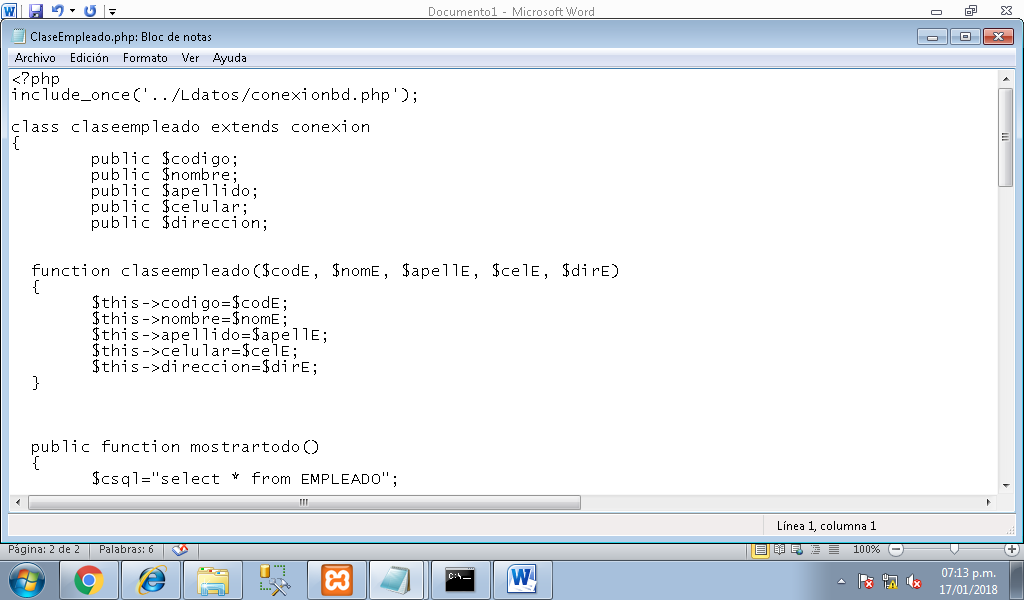 Documento1 - Microsoft Word
ClaseEmpleado.php: Bloc de notas
Archivo Edición Formato Ver Ayuda
<?php
include_once('../Ldatos/conexionbd.php');
class claseempleado extends conexion
{
public $codigo;
public $nombre;
public $apellido;
public $celular;
public $direccion;
function claseempleado($codE, $nomE, $apellE, $celE, $dirE)
{
$this->codigo=$codE;
$this->nombre=$nomE;
$this->apellido=$apellE;
$this->celular=$celE;
$this->direccion=$dirE;
}
public function mostrartodo()
{
$csql="select * from EMPLEADO";
Línea 1, columna 1
Página: 2 de 2 Palabras: 6 100%
C:\_
07:13 p.m.
17/01/2018